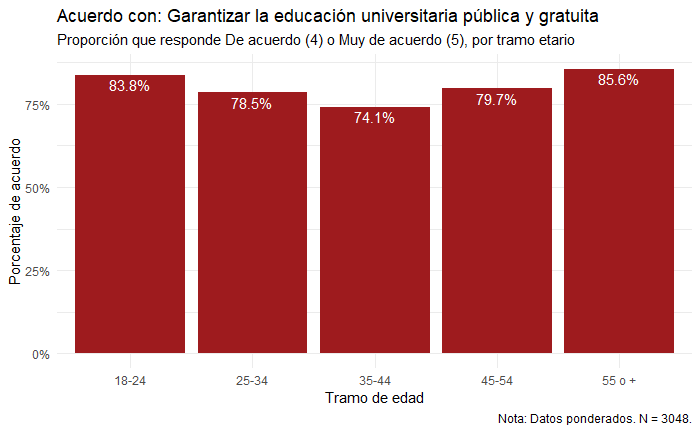 Acuerdo con: Garantizar la educación universitaria pública y gratuita
Proporción que responde De acuerdo (4) o Muy de acuerdo (5), por tramo etario
83.8%
78.5%
74.1%
79.7%
85.6%
75%
50%
25%
0%
Porcentaje de acuerdo
18-24
25-34
35-44
45-54
55 o +
Tramo de edad
Nota: Datos ponderados. N = 3048.